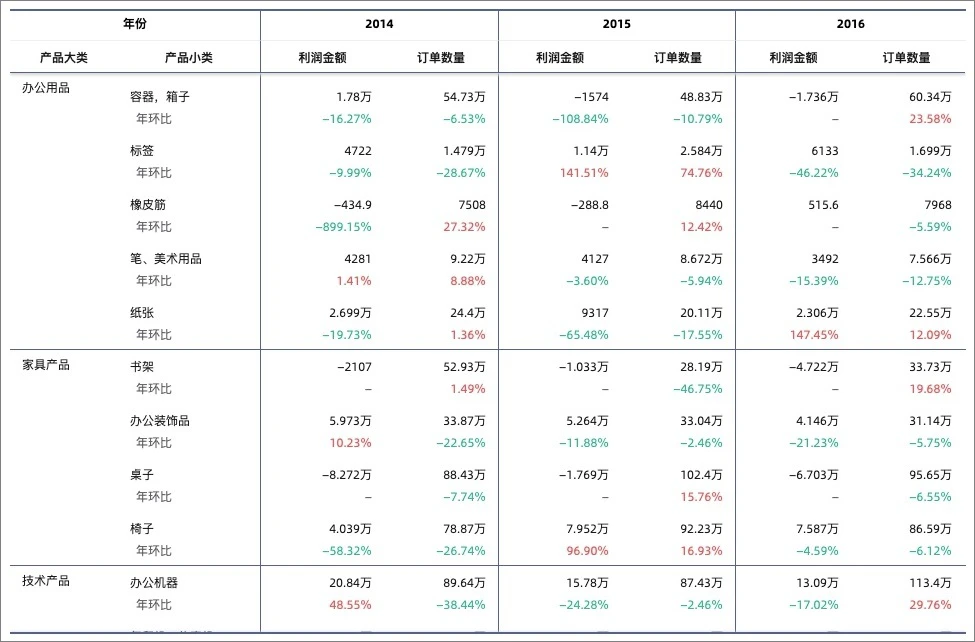 年份 2014 2015 2016
产品大类 产品小类 利润金额 订单数量 利润金额 订单数量 利润金额 订单数量
办公用品
容器，箱子 1.78万 54.73万 −1574 48.83万 −1.736万 60.34万
年环比 −16.27% −6.53% −108.84% −10.79% – 23.58%
标签 4722 1.479万 1.14万 2.584万 6133 1.699万
年环比 −9.99% −28.67% 141.51% 74.76% −46.22% −34.24%
橡皮筋 −434.9 7508 −288.8 8440 515.6 7968
年环比 −899.15% 27.32% – 12.42% – −5.59%
笔、美术用品 4281 9.22万 4127 8.672万 3492 7.566万
年环比 1.41% 8.88% −3.60% −5.94% −15.39% −12.75%
纸张 2.699万 24.4万 9317 20.11万 2.306万 22.55万
年环比 −19.73% 1.36% −65.48% −17.55% 147.45% 12.09%
家具产品 书架 −2107 52.93万 −1.033万 28.19万 −4.722万 33.73万
年环比 – 1.49% – −46.75% – 19.68%
办公装饰品 5.973万 33.87万 5.264万 33.04万 4.146万 31.14万
年环比 10.23% −22.65% −11.88% −2.46% −21.23% −5.75%
桌子 −8.272万 88.43万 −1.769万 102.4万 −6.703万 95.65万
年环比 – −7.74% – 15.76% – −6.55%
椅子 4.039万 78.87万 7.952万 92.23万 7.587万 86.59万
年环比 −58.32% −26.74% 96.90% 16.93% −4.59% −6.12%
技术产品 办公机器 20.84万 89.64万 15.78万 87.43万 13.09万 113.4万
年环比 48.55% −38.44% −24.28% −2.46% −17.02% 29.76%